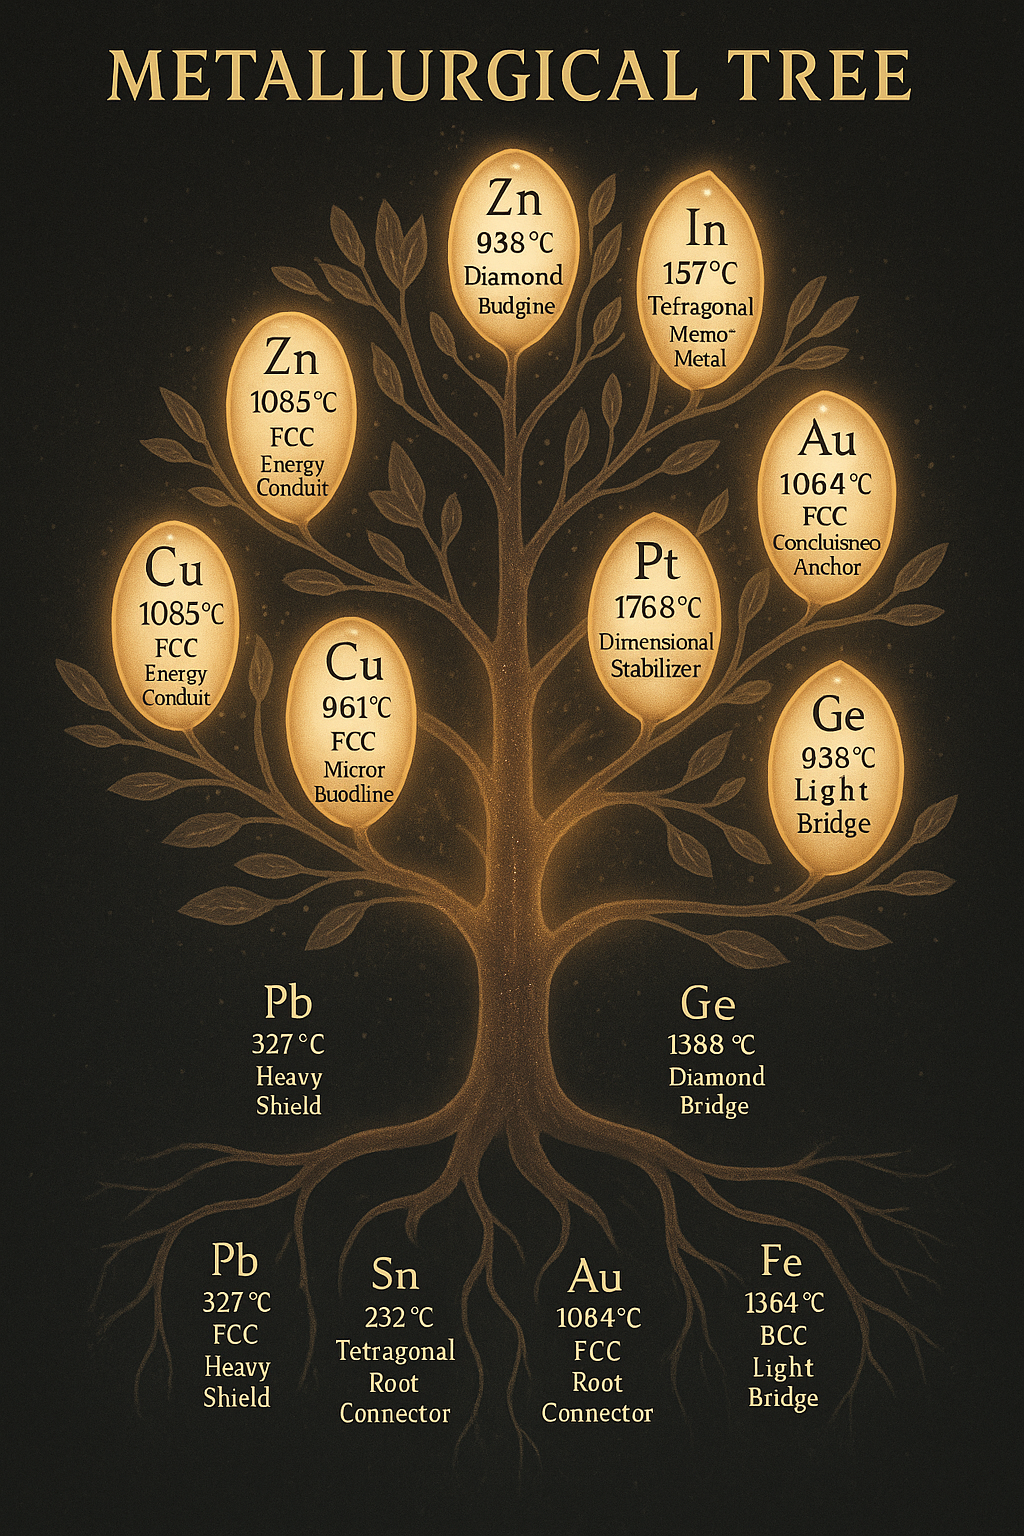 METALLURGICAL TREE
Zn
938°C
Diamond
Budgine
In
157°C
Tefragonal
Memo-
Metal
Zn
1085°C
FCC
Energy
Conduit
Au
1064°C
FCC
Concluisneo
Anchor
Cu
1085°C
FCC
Energy
Conduit
Pt
1768°C
Dimensional
Stabilizer
Cu
961°C
FCC
Micror
Buodline
Ge
938°C
Light
Bridge
Pb
327°C
Heavy
Shield
Ge
1388 °C
Diamond
Bridge
Pb
327°C
FCC
Heavy
Shield
Sn
232°C
Tetragonal
Root
Connector
Au
1064°C
FCC
Root
Connector
Fe
1364°C
BCC
Light
Bridge